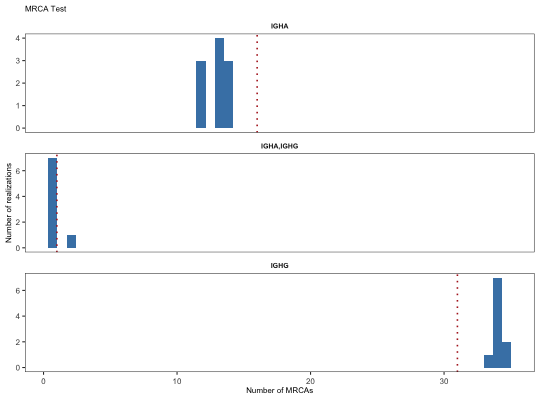 MRCA Test
IGHA
4
3
2
1
0
IGHA,IGHG
6
4
2
0
IGHG
6
4
2
0
0 10 20 30
Number of MRCAs
Number of realizations